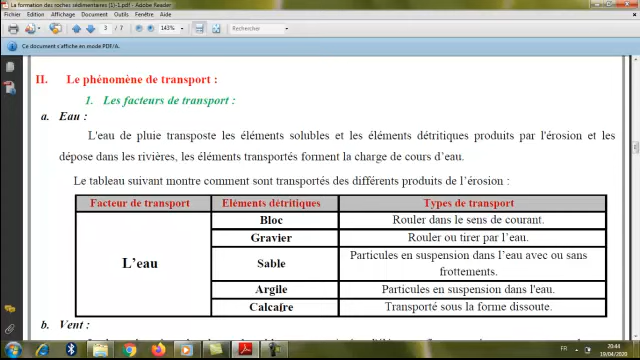 La formation des roches sédimentaires (1)-1.pdf - Adobe Reader
Fichier Edition Affichage Document Outils Fenêtre Aide
3 / 7 143% Rechercher
Ce document s'affiche en mode PDF/A.
II. Le phénomène de transport :
1. Les facteurs de transport :
a. Eau :
L'eau de pluie transposte les éléments solubles et les éléments détritiques produits par l'érosion et les
dépose dans les rivières, les éléments transportés forment la charge de cours d'eau.
Le tableau suivant montre comment sont transportés des différents produits de l'érosion :
Facteur de transport Eléments détritiques Types de transport
L'eau
Bloc Rouler dans le sens de courant.
Gravier Rouler ou tirer par l'eau.
Sable Particules en suspension dans l'eau avec ou sans
frottements.
Argile Particules en suspension dans l'eau.
Calcaire Transporté sous la forme dissoute.
b. Vent :
FR 20:44
19/04/2020